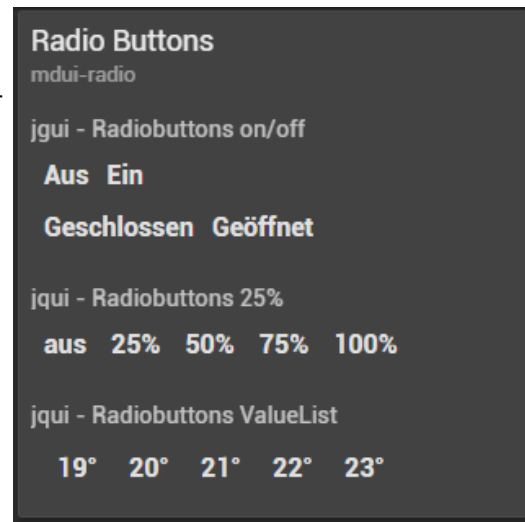 Radio Buttons
mdui-radio
jgui - Radiobuttons on/off
Aus Ein
Geschlossen Geöffnet
jqui - Radiobuttons 25%
aus 25% 50% 75% 100%
jqui - Radiobuttons ValueList
19° 20° 21° 22° 23°